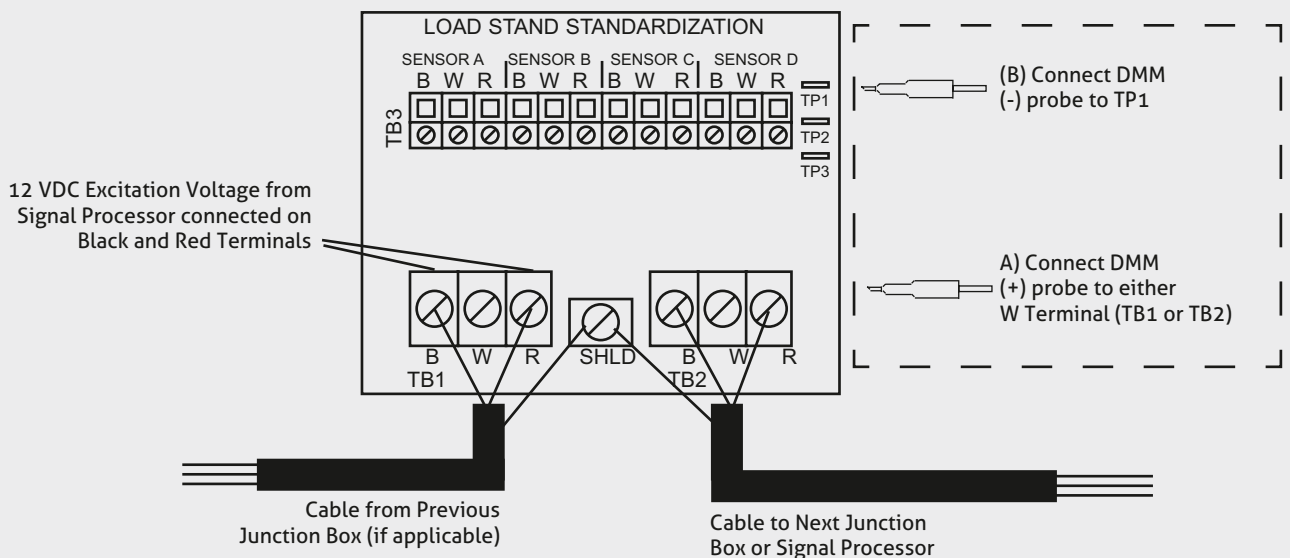 LOAD STAND STANDARDIZATION
SENSOR A SENSOR B SENSOR C SENSOR D
B W R B W R B W R B W R
TB3
TP1
TP2
TP3
(B) Connect DMM
(-) probe to TP1
12 VDC Excitation Voltage from
Signal Processor connected on
Black and Red Terminals
A) Connect DMM
(+) probe to either
W Terminal (TB1 or TB2)
B W R SHLD B W R
TB1 TB2
Cable from Previous
Junction Box (if applicable)
Cable to Next Junction
Box or Signal Processor